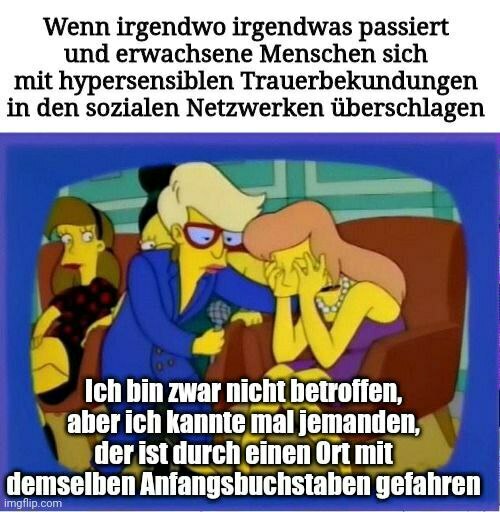 Wenn irgendwo irgendwas passiert
und erwachsene Menschen sich
mit hypersensiblen Trauerbekundungen
in den sozialen Netzwerken überschlagen
Ich bin zwar nicht betroffen,
aber ich kannte mal jemanden,
der ist durch einen Ort mit
demselben Anfangsbuchstaben gefahren
imgflip.com